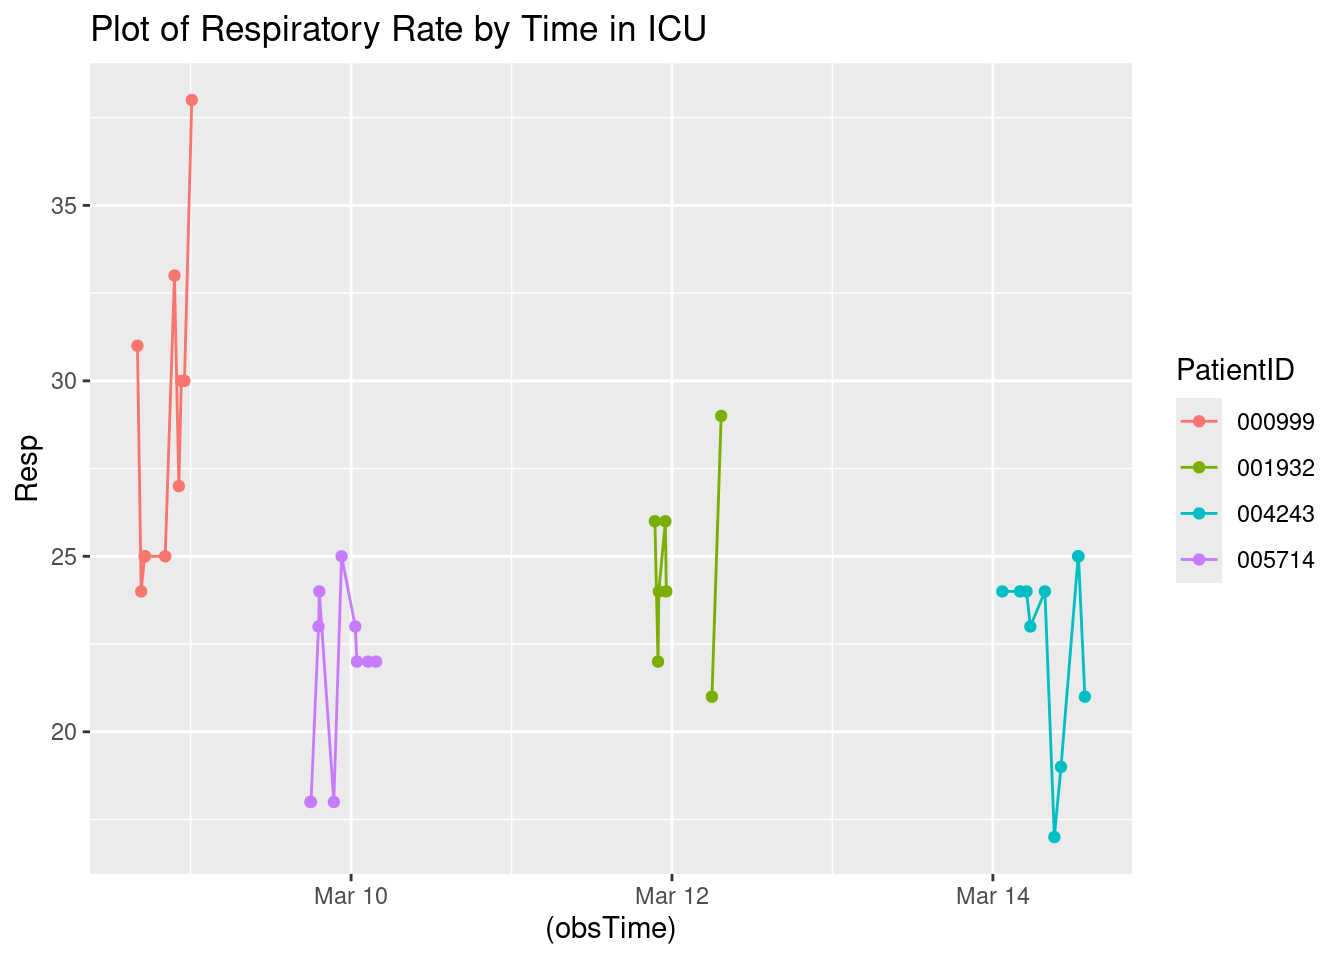 Plot of Respiratory Rate by Time in ICU
35
30
25
20
Resp
Mar 10
Mar 12
Mar 14
(obsTime)
PatientID
000999
001932
004243
005714